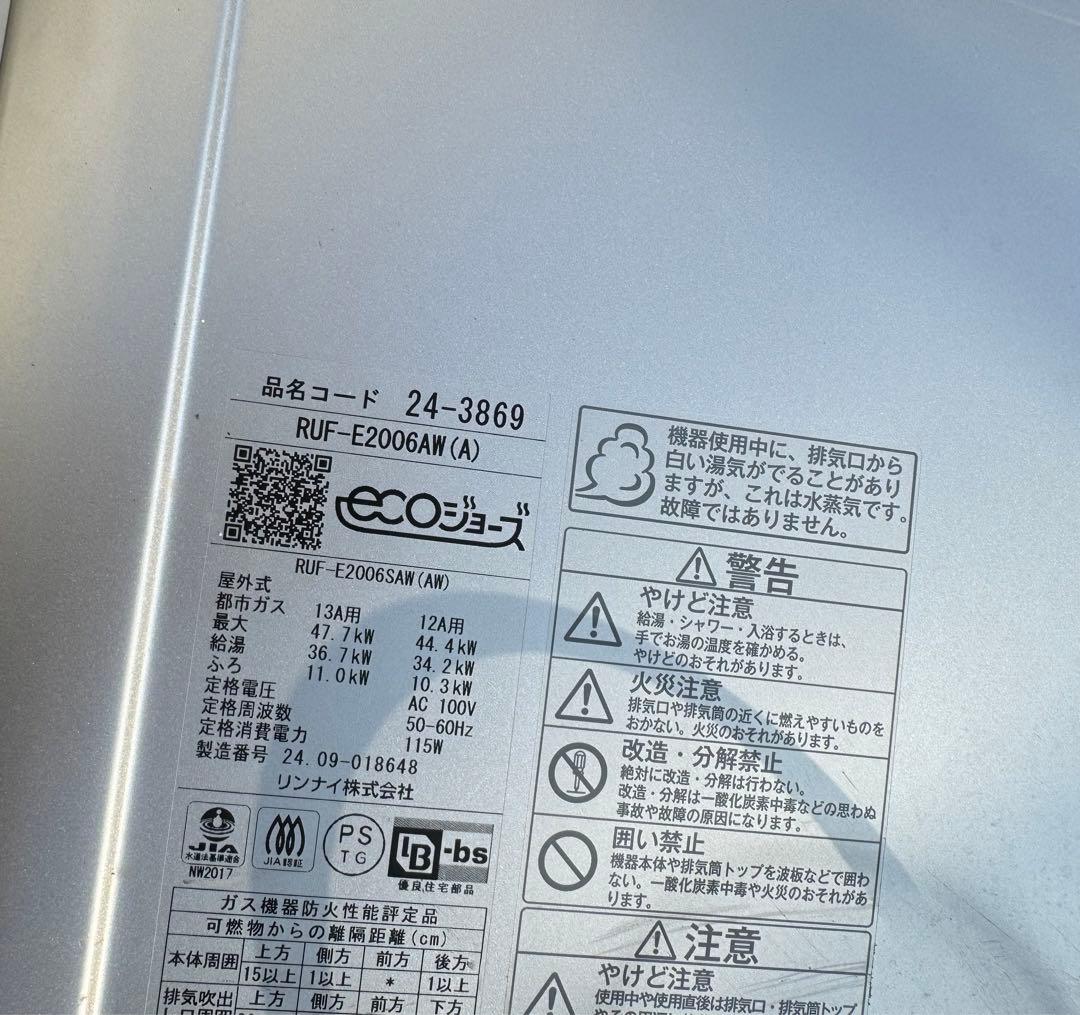 品名コード 24-3869
RUF-E2006AW(A)
ecoジョーズ
RUF-E2006SAW(AW)
屋外式
都市ガス 13A用 12A用
最大 47.7kW 44.4kW
給湯 36.7kW 34.2kW
ふろ 11.0kW 10.3kW
定格電圧 AC 100V
定格周波数 50-60Hz
定格消費電力 115W
製造番号 24.09-018648
リンナイ株式会社
JIA
水道法基準適合
NW2017
JIA認証
PS
TG
BL-bs
優良住宅部品
ガス機器防火性能評定品
可燃物からの離隔距離(cm)
本体周囲 上方 側方 前方 後方
15以上 1以上 * 1以上
排気吹出 上方 側方 前方 下方
機器使用中に、排気口から
白い湯気がでることがあり
ますが、これは水蒸気です。
故障ではありません。
警告
やけど注意
給湯・シャワー・入浴するときは、
手でお湯の温度を確かめる。
やけどのおそれがあります。
火災注意
排気口や排気筒の近くに燃えやすいものを
おかない。火災のおそれがあります。
改造・分解禁止
絶対に改造・分解は行わない。
改造・分解は一酸化炭素中毒などの思わぬ
事故や故障の原因になります。
囲い禁止
機器本体や排気筒トップを波板などで囲わ
ない。一酸化炭素中毒や火災のおそれがあ
ります。
注意
やけど注意
使用中や使用直後は排気口・排気筒トップ